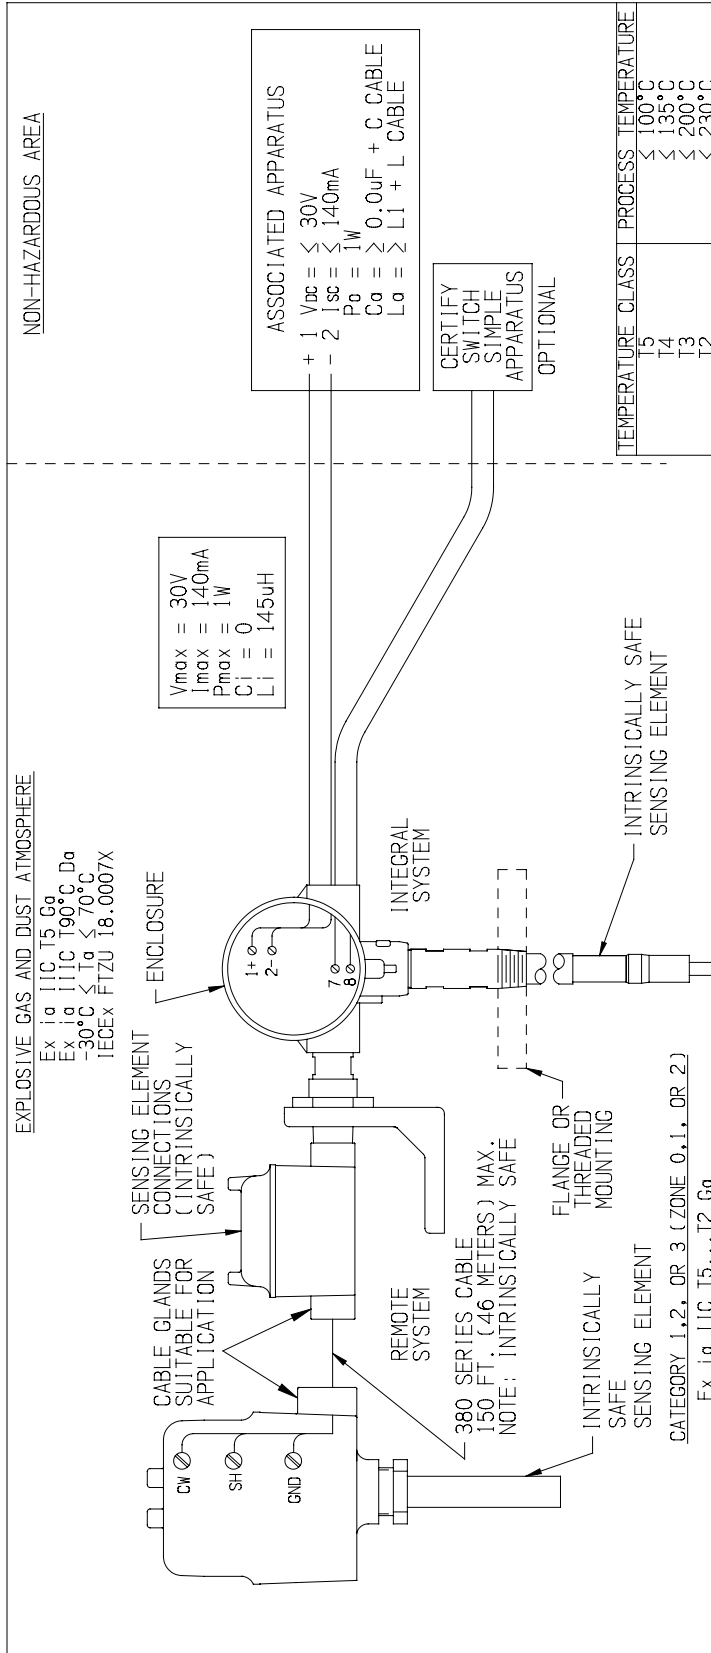 EXPLOSIVE GAS AND DUST ATMOSPHERE
Ex ia IIC T5 Ga
Ex ia IIIC T90°C Da
-30°C ≤ Ta ≤ 70°C
IECEx FTZU 18.0007X
NON-HAZARDOUS AREA
CABLE GLANDS
SUITABLE FOR
APPLICATION
SENSING ELEMENT
CONNECTIONS
(INTRINSICALLY
SAFE)
ENCLOSURE
Vmax = 30V
Imax = 140mA
Pmax = 1W
Ci = 0
Li = 145uH
ASSOCIATED APPARATUS
+ 1 Voc = ≤ 30V
- 2 Isc = ≤ 140mA
Po = 1W
Ca = ≥ 0.0uF + C CABLE
La = ≥ Li + L CABLE
CERTIFY
SWITCH
SIMPLE
APPARATUS
OPTIONAL
CW
SH
GND
1+
2-
7
8
REMOTE
SYSTEM
INTEGRAL
SYSTEM
380 SERIES CABLE
150 FT. (46 METERS) MAX.
NOTE: INTRINSICALLY SAFE
FLANGE OR
THREADED
MOUNTING
INTRINSICALLY SAFE
SENSING ELEMENT
INTRINSICALLY
SAFE
SENSING ELEMENT
CATEGORY 1,2, OR 3 (ZONE 0,1, OR 2)
Ex ia IIC T5...T2 Ga
TEMPERATURE CLASS PROCESS TEMPERATURE
T5 ≤ 100°C
T4 ≤ 135°C
T3 ≤ 200°C
T2 ≤ 230°C